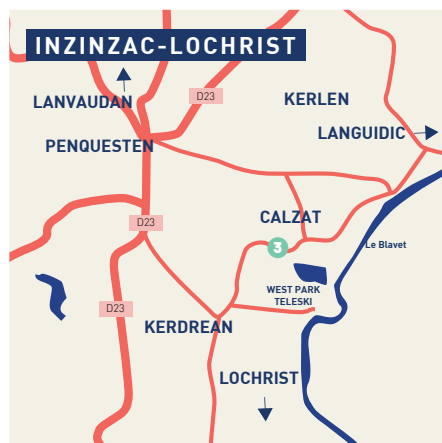 INZINZAC-LOCHRIST
LANVAUDAN
D23
KERLEN
LANGUIDIC
PENQUESTEN
CALZAT
D23
3
Le Blavet
WEST PARK
TELESKI
D23
KERDREAN
LOCHRIST